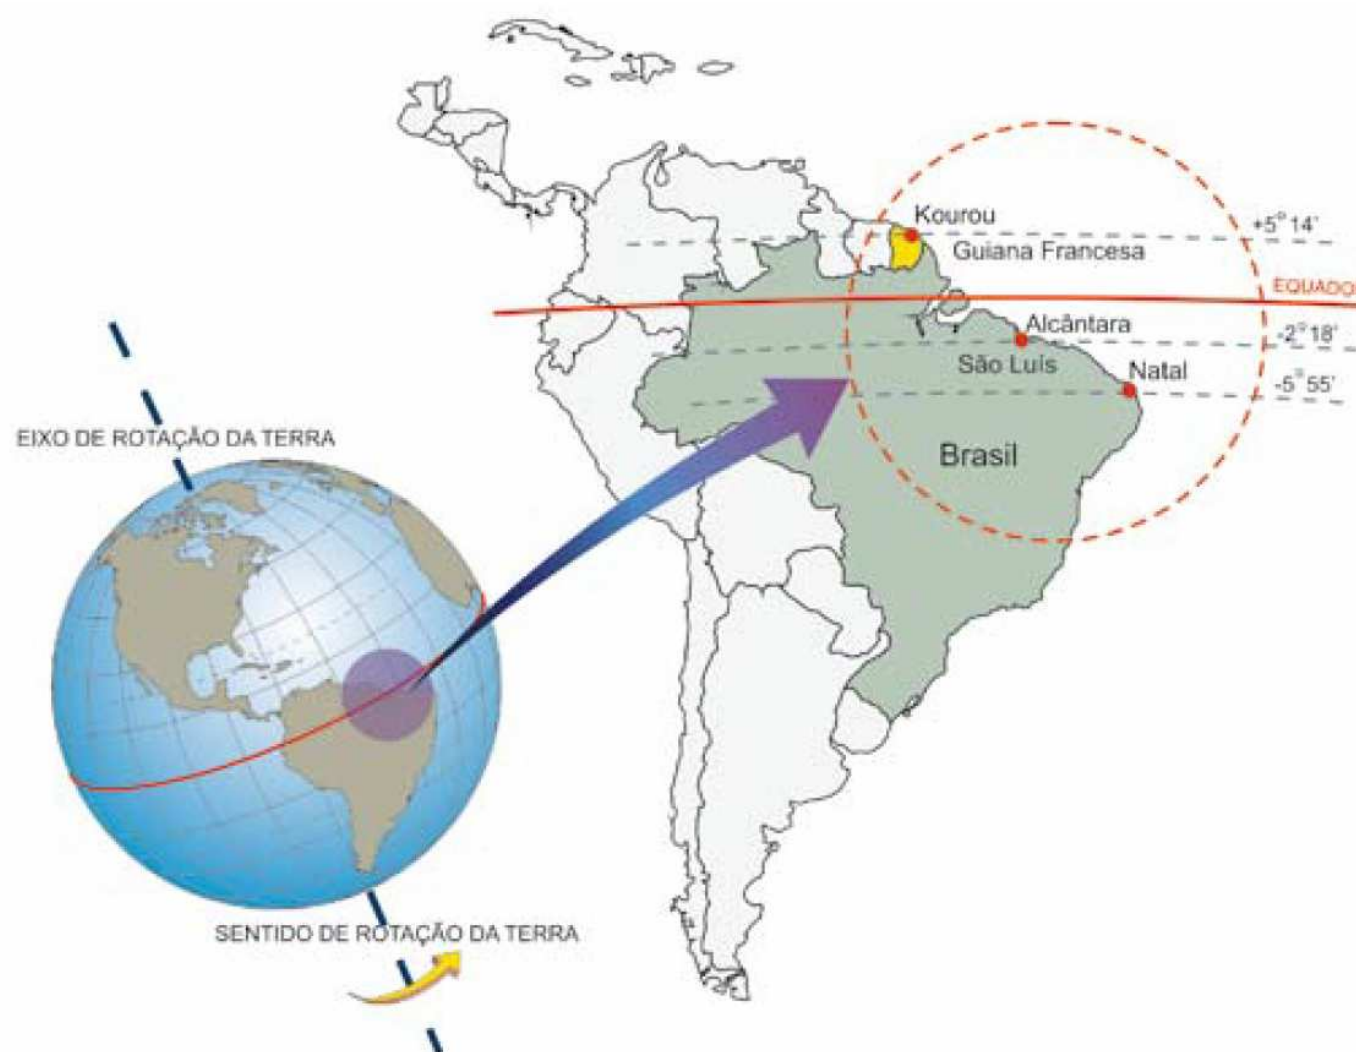 Kourou
+5° 14'
Guiana Francesa
EQUADO
Alcântara
-2° 18'
São Luís
Natal
-5° 55'
EIXO DE ROTAÇÃO DA TERRA
Brasil
SENTIDO DE ROTAÇÃO DA TERRA